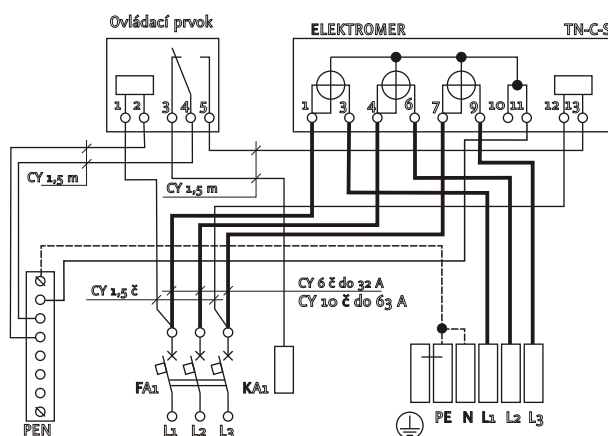 Ovládací prvok
ELEKTROMER TN-C-S
1 2 3 4 5
1 3 4 6 7 9 10 11 12 13
CY 1,5 m
CY 1,5 m
CY 1,5 č
CY 6 č do 32 A
CY 10 č do 63 A
FA1
KA1
PE N L1 L2 L3
PEN
L1 L2 L3